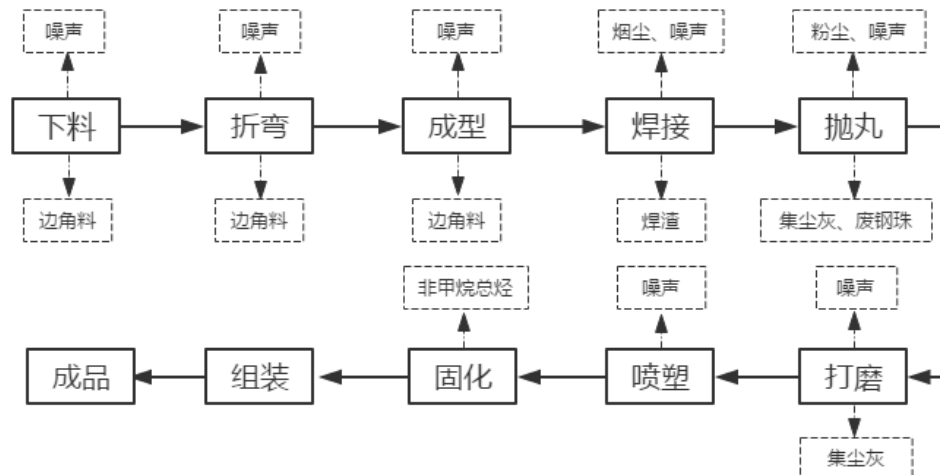 噪声
噪声
噪声
烟尘、噪声
粉尘、噪声
下料
折弯
成型
焊接
抛丸
边角料
边角料
边角料
焊渣
集尘灰、废钢珠
非甲烷总烃
噪声
噪声
成品
组装
固化
喷塑
打磨
集尘灰